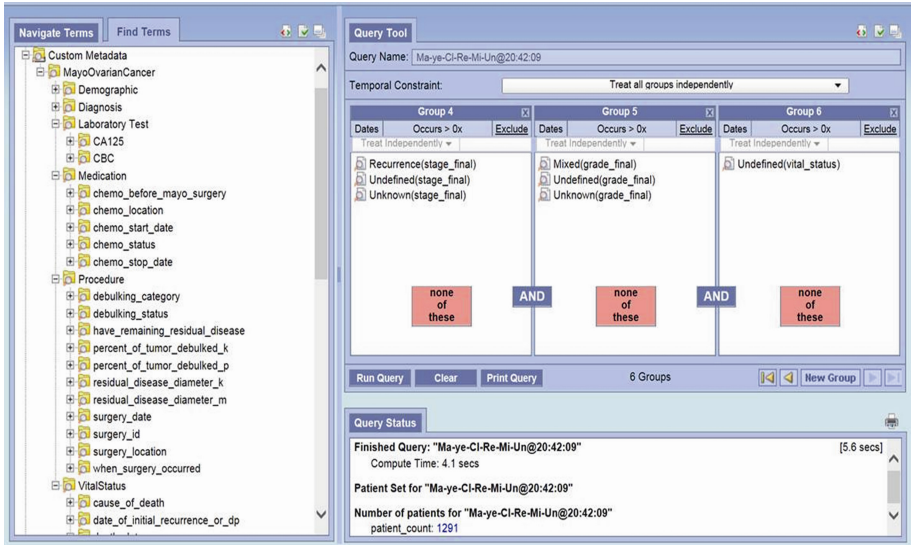 Navigate Terms
Find Terms
Custom Metadata
MayoOvarianCancer
Demographic
Diagnosis
Laboratory Test
CA125
CBC
Medication
chemo_before_mayo_surgery
chemo_location
chemo_start_date
chemo_status
chemo_stop_date
Procedure
debulking_category
debulking_status
have_remaining_residual_disease
percent_of_tumor_debulked_k
percent_of_tumor_debulked_p
residual_disease_diameter_k
residual_disease_diameter_m
surgery_date
surgery_id
surgery_location
when_surgery_occurred
VitalStatus
cause_of_death
date_of_initial_recurrence_or_dp
Query Tool
Query Name: Ma-ye-Cl-Re-Mi-Un@20:42:09
Temporal Constraint: Treat all groups independently
Group 4
Dates Occurs > 0x Exclude
Treat Independently
Recurrence(stage_final)
Undefined(stage_final)
Unknown(stage_final)
none
of
these
AND
Group 5
Dates Occurs > 0x Exclude
Treat Independently
Mixed(grade_final)
Undefined(grade_final)
Unknown(grade_final)
none
of
these
AND
Group 6
Dates Occurs > 0x Exclude
Treat Independently
Undefined(vital_status)
none
of
these
Run Query Clear Print Query 6 Groups New Group
Query Status
Finished Query: "Ma-ye-Cl-Re-Mi-Un@20:42:09" [5.6 secs]
Compute Time: 4.1 secs
Patient Set for "Ma-ye-Cl-Re-Mi-Un@20:42:09"
Number of patients for "Ma-ye-Cl-Re-Mi-Un@20:42:09"
patient_count: 1291